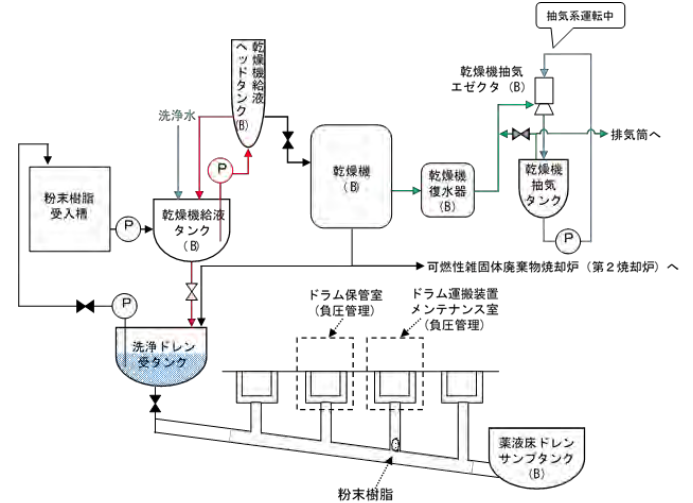 抽気系運転中
乾燥機給液
ヘッドタンク
(B)
乾燥機抽気
エゼクタ（B）
洗浄水
P
排気筒へ
粉末樹脂
受入槽
P
乾燥機給液
タンク
(B)
乾燥機
(B)
乾燥機
復水器
(B)
乾燥機
抽気
タンク
P
可燃性雑固体廃棄物焼却炉（第２焼却炉）へ
P
洗浄ドレン
受タンク
ドラム保管室
（負圧管理）
ドラム運搬装置
メンテナンス室
（負圧管理）
薬液床ドレン
サンプタンク
(B)
粉末樹脂